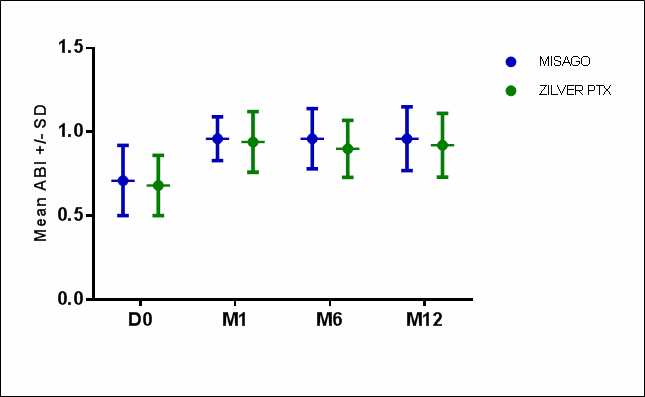 1.5
1.0
0.5
0.0
Mean ABI +/- SD
D0 M1 M6 M12
MISAGO
ZILVER PTX